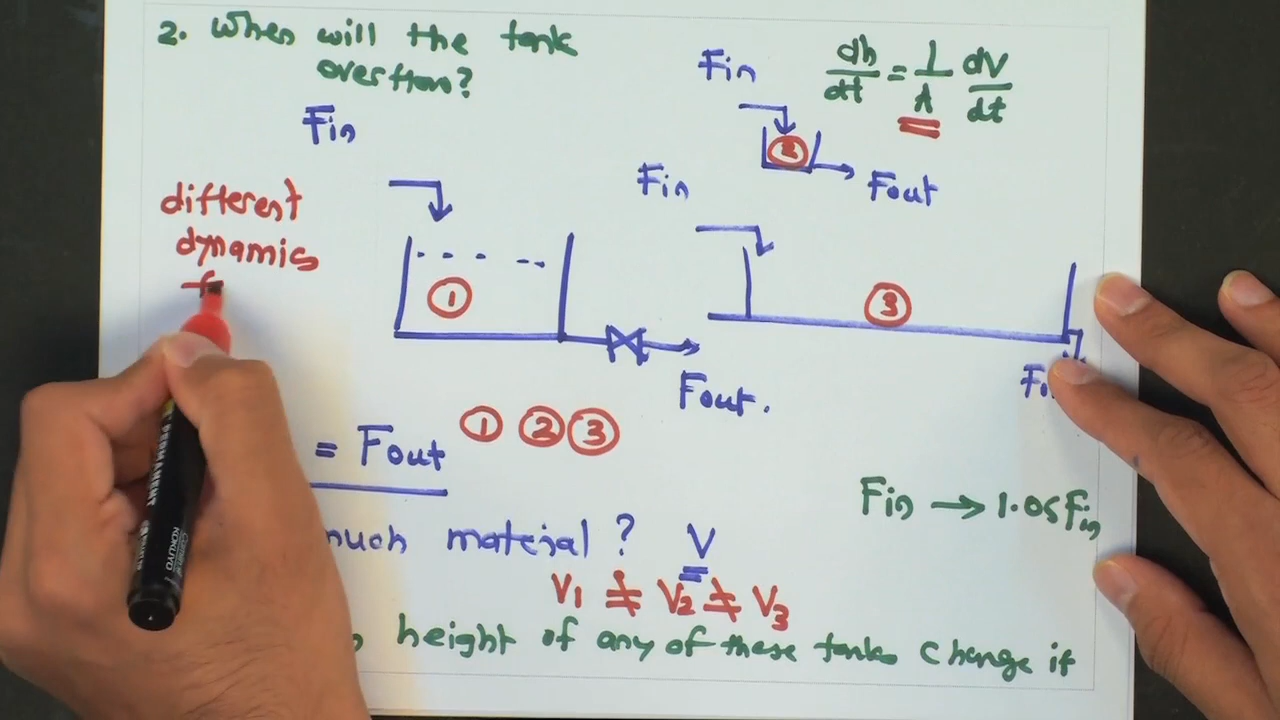 2. When will the tank
overflow?
Fin
dh/dt = 1/A dV/dt
Fin
2
Fout
different
dynamics
f
Fin
1
3
Fout.
= Fout
1 2 3
Fin → 1.05Fin
much material? V
V1 ≠ V2 ≠ V3
height of any of these tanks change if
PERMANENT
KOKUYO